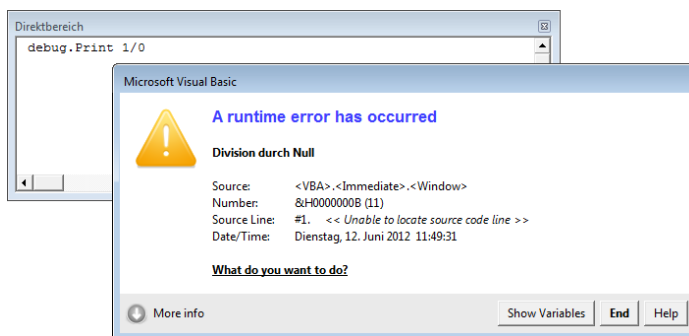 Direktbereich
debug.Print 1/0
Microsoft Visual Basic
A runtime error has occurred
Division durch Null
Source: <VBA>.<Immediate>.<Window>
Number: &H0000000B (11)
Source Line: #1. << Unable to locate source code line >>
Date/Time: Dienstag, 12. Juni 2012 11:49:31
What do you want to do?
More info Show Variables End Help